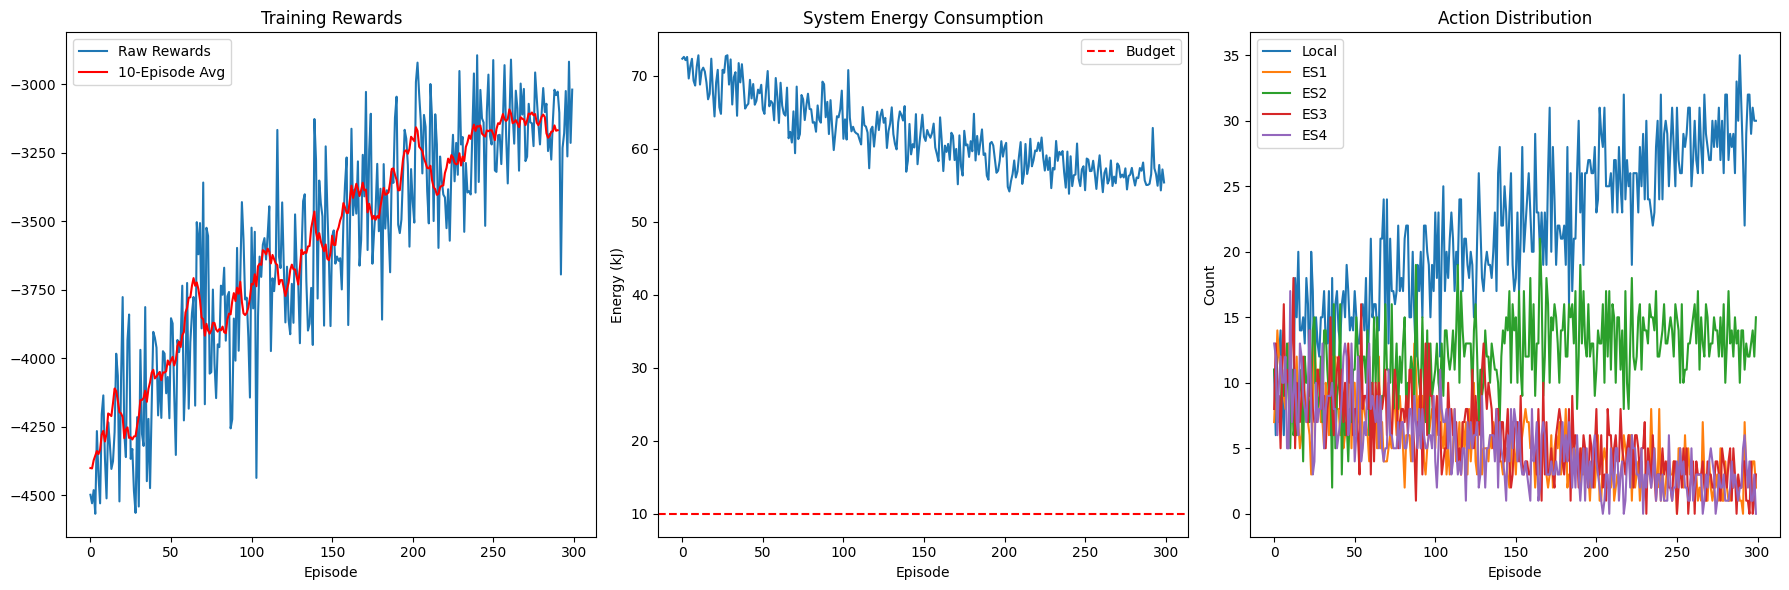 Training Rewards
Raw Rewards
10-Episode Avg
−3000
−3250
−3500
−3750
−4000
−4250
−4500
0 50 100 150 200 250 300
Episode
System Energy Consumption
Budget
Energy (kJ)
70
60
50
40
30
20
10
0 50 100 150 200 250 300
Episode
Action Distribution
Local
ES1
ES2
ES3
ES4
Count
35
30
25
20
15
10
5
0
0 50 100 150 200 250 300
Episode